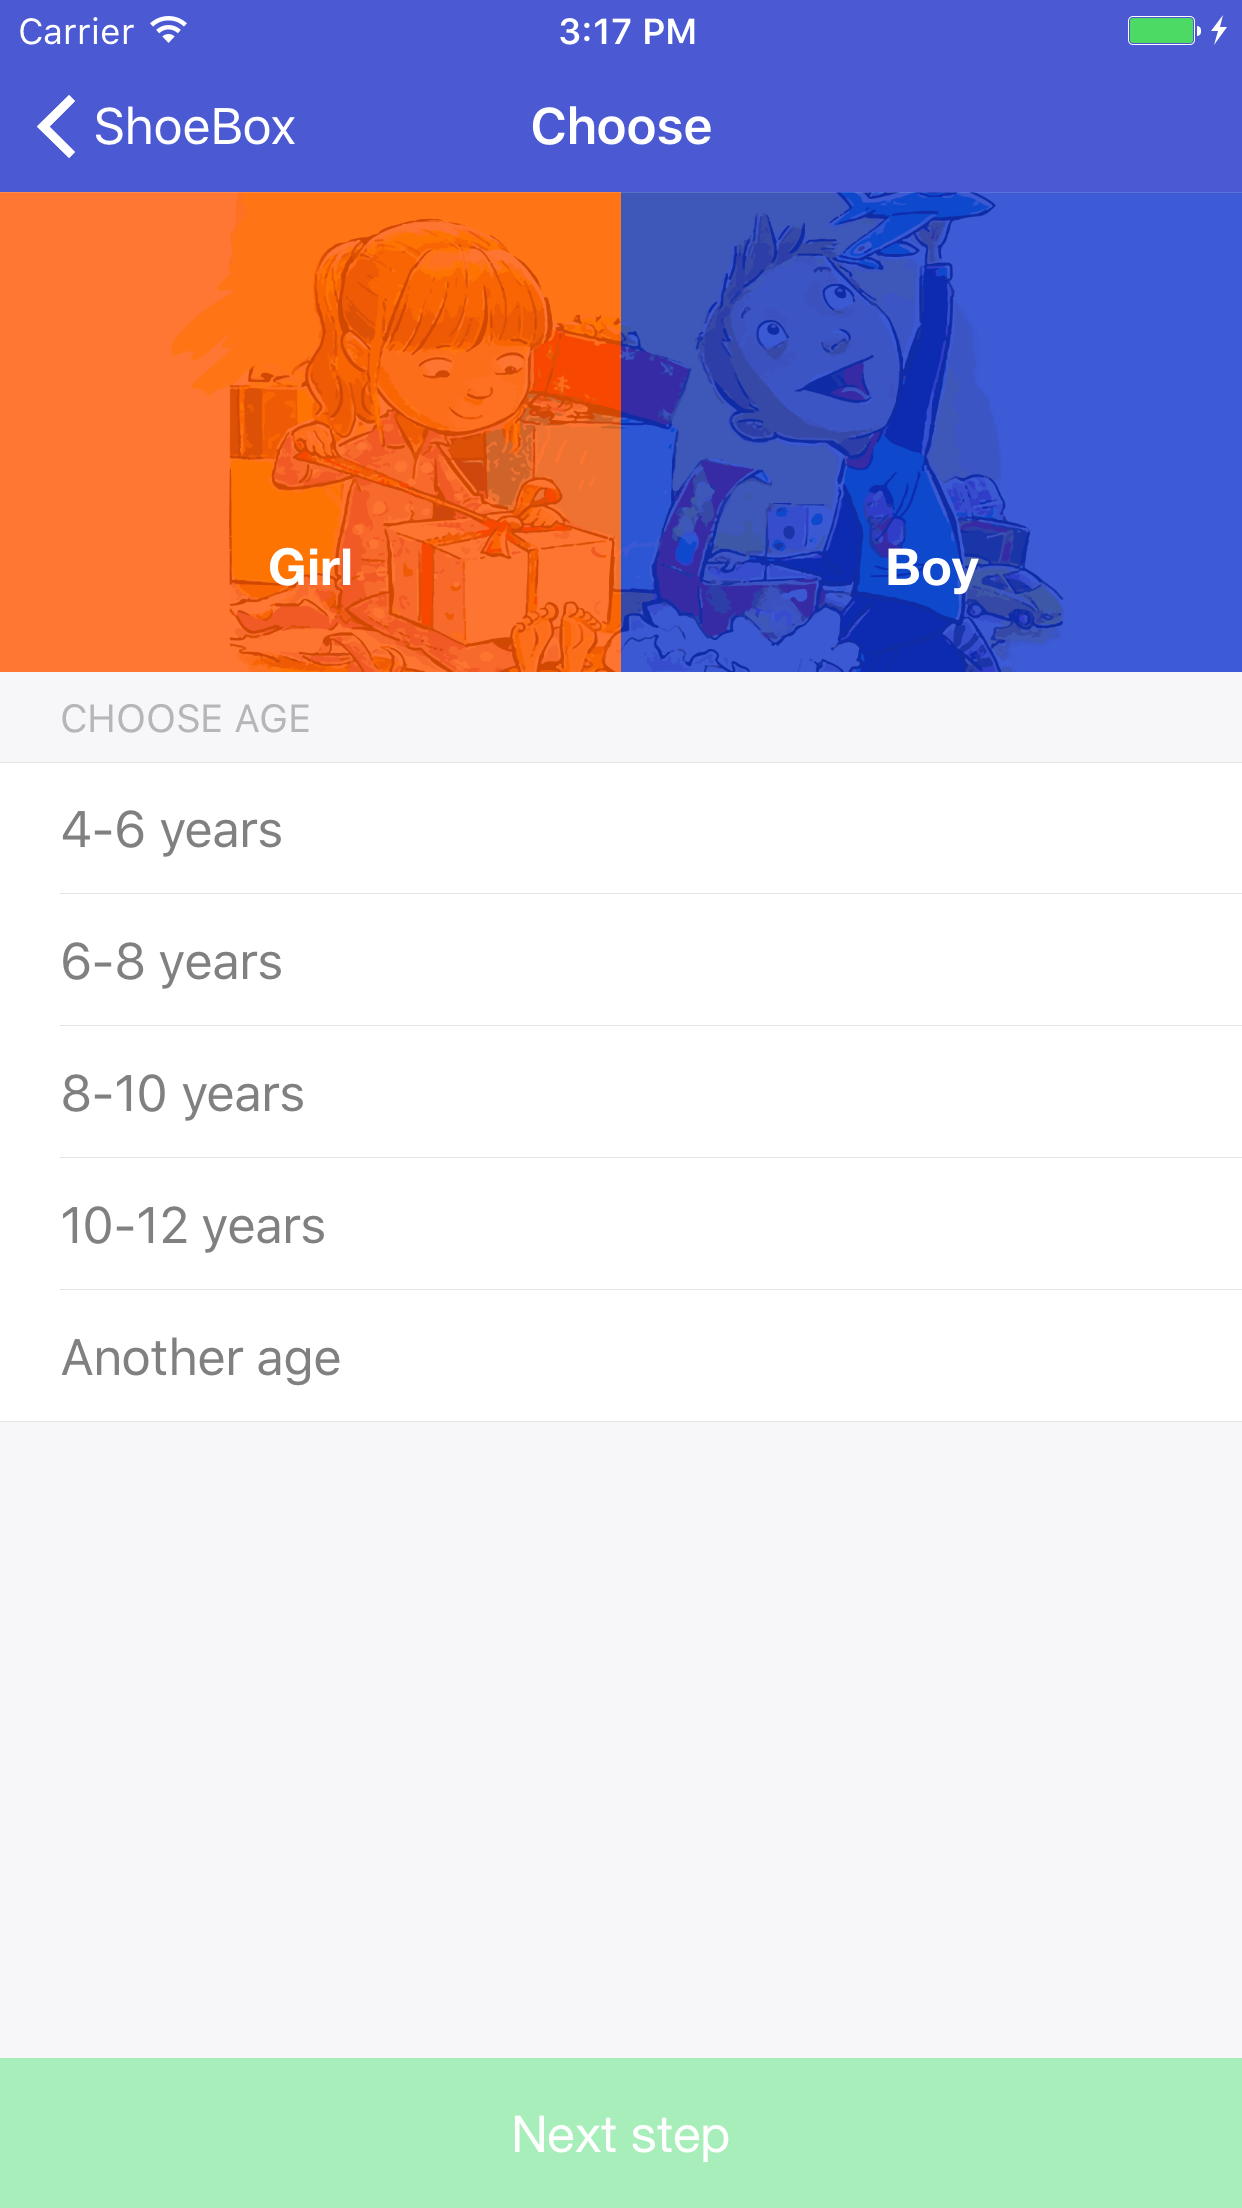 Carrier 3:17 PM
ShoeBox Choose
Girl Boy
CHOOSE AGE
4-6 years
6-8 years
8-10 years
10-12 years
Another age
Next step